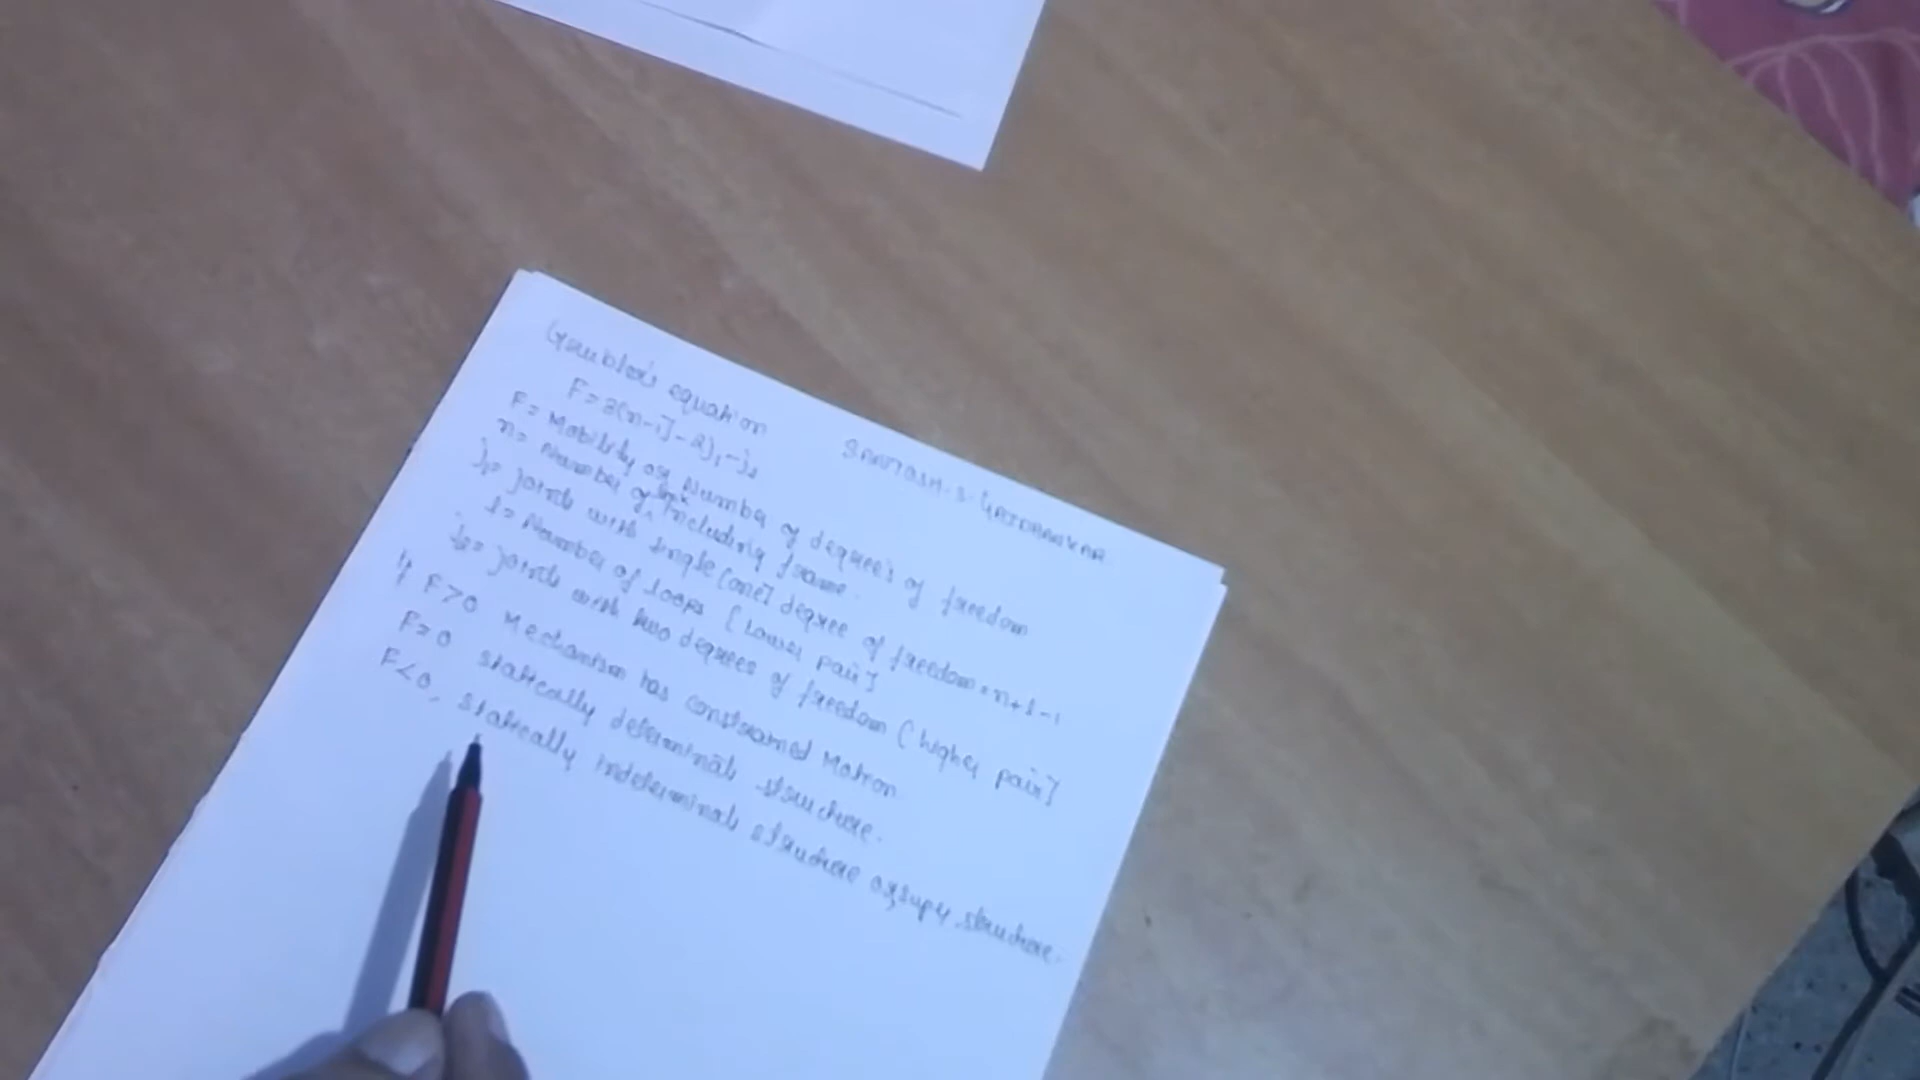 Grubler's equation
SANTOSH. S. GAIDHANKAR
F = 3(n-1]-2j₁-j₂
F = Mobility or Number of degree's of freedom
n = Number of link Including frame.
j₁= joints with single (one] degree of freedom = n+l-1
l= Number of loops [Lower pair]
j₂= joints with two degrees of freedom (higher pair]
If F>0 Mechanism has constrained Motion
F=0 statically determinate structure.
F<0, statically indeterminate structure or super structure.